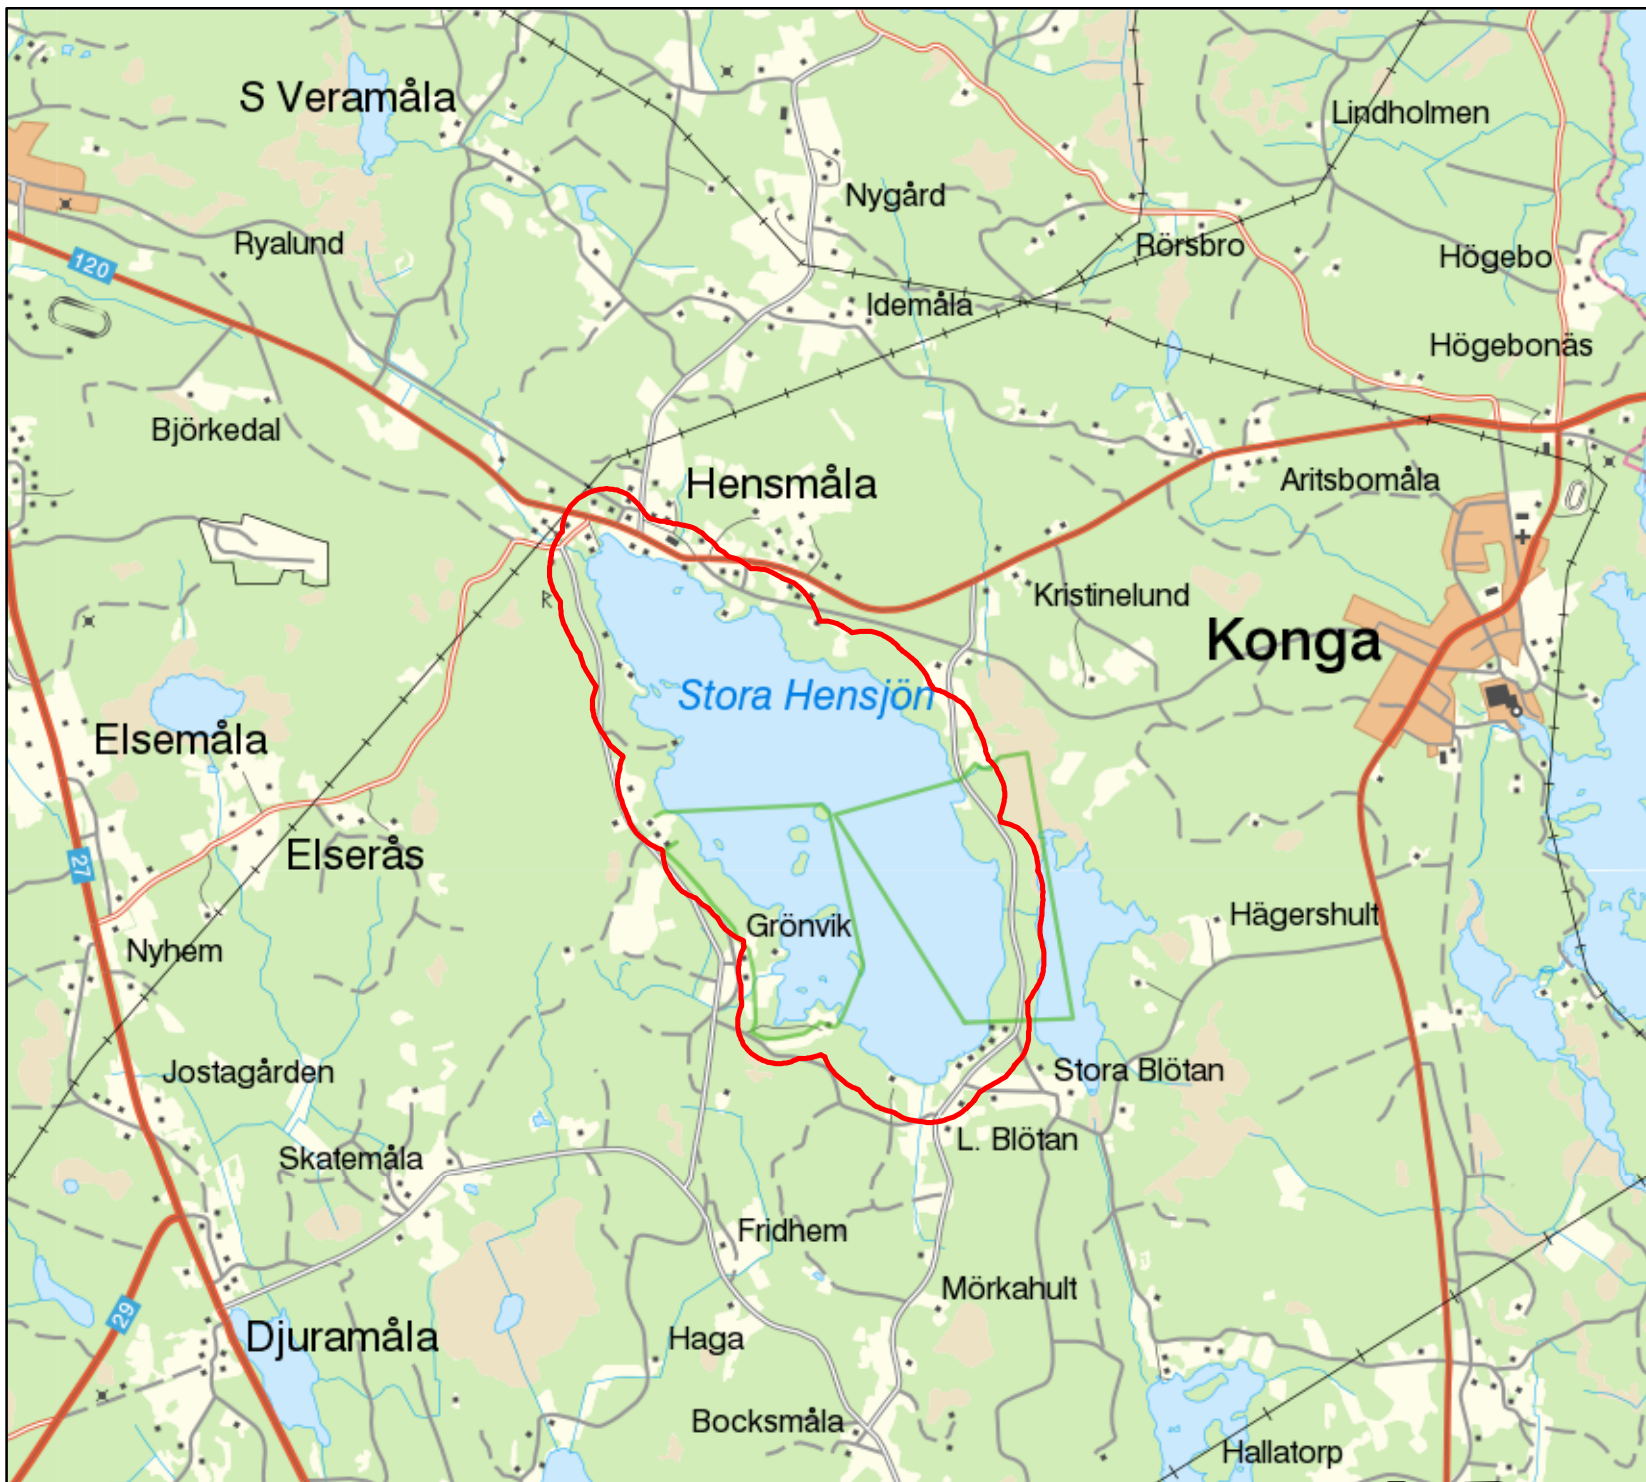 S Veramåla
Lindholmen
Nygård
Ryalund
Rörsbro
Högebo
120
Idemåla
Högebonäs
Björkedal
Hensmåla
Aritsbomåla
Kristinelund
R
Konga
Stora Hensjön
Elsemåla
Elserås
27
Grönvik
Hägershult
Nyhem
Jostagården
Stora Blötan
L. Blötan
Skatemåla
Fridhem
Mörkahult
29
Djuramåla
Haga
Bocksmåla
Hallatorp